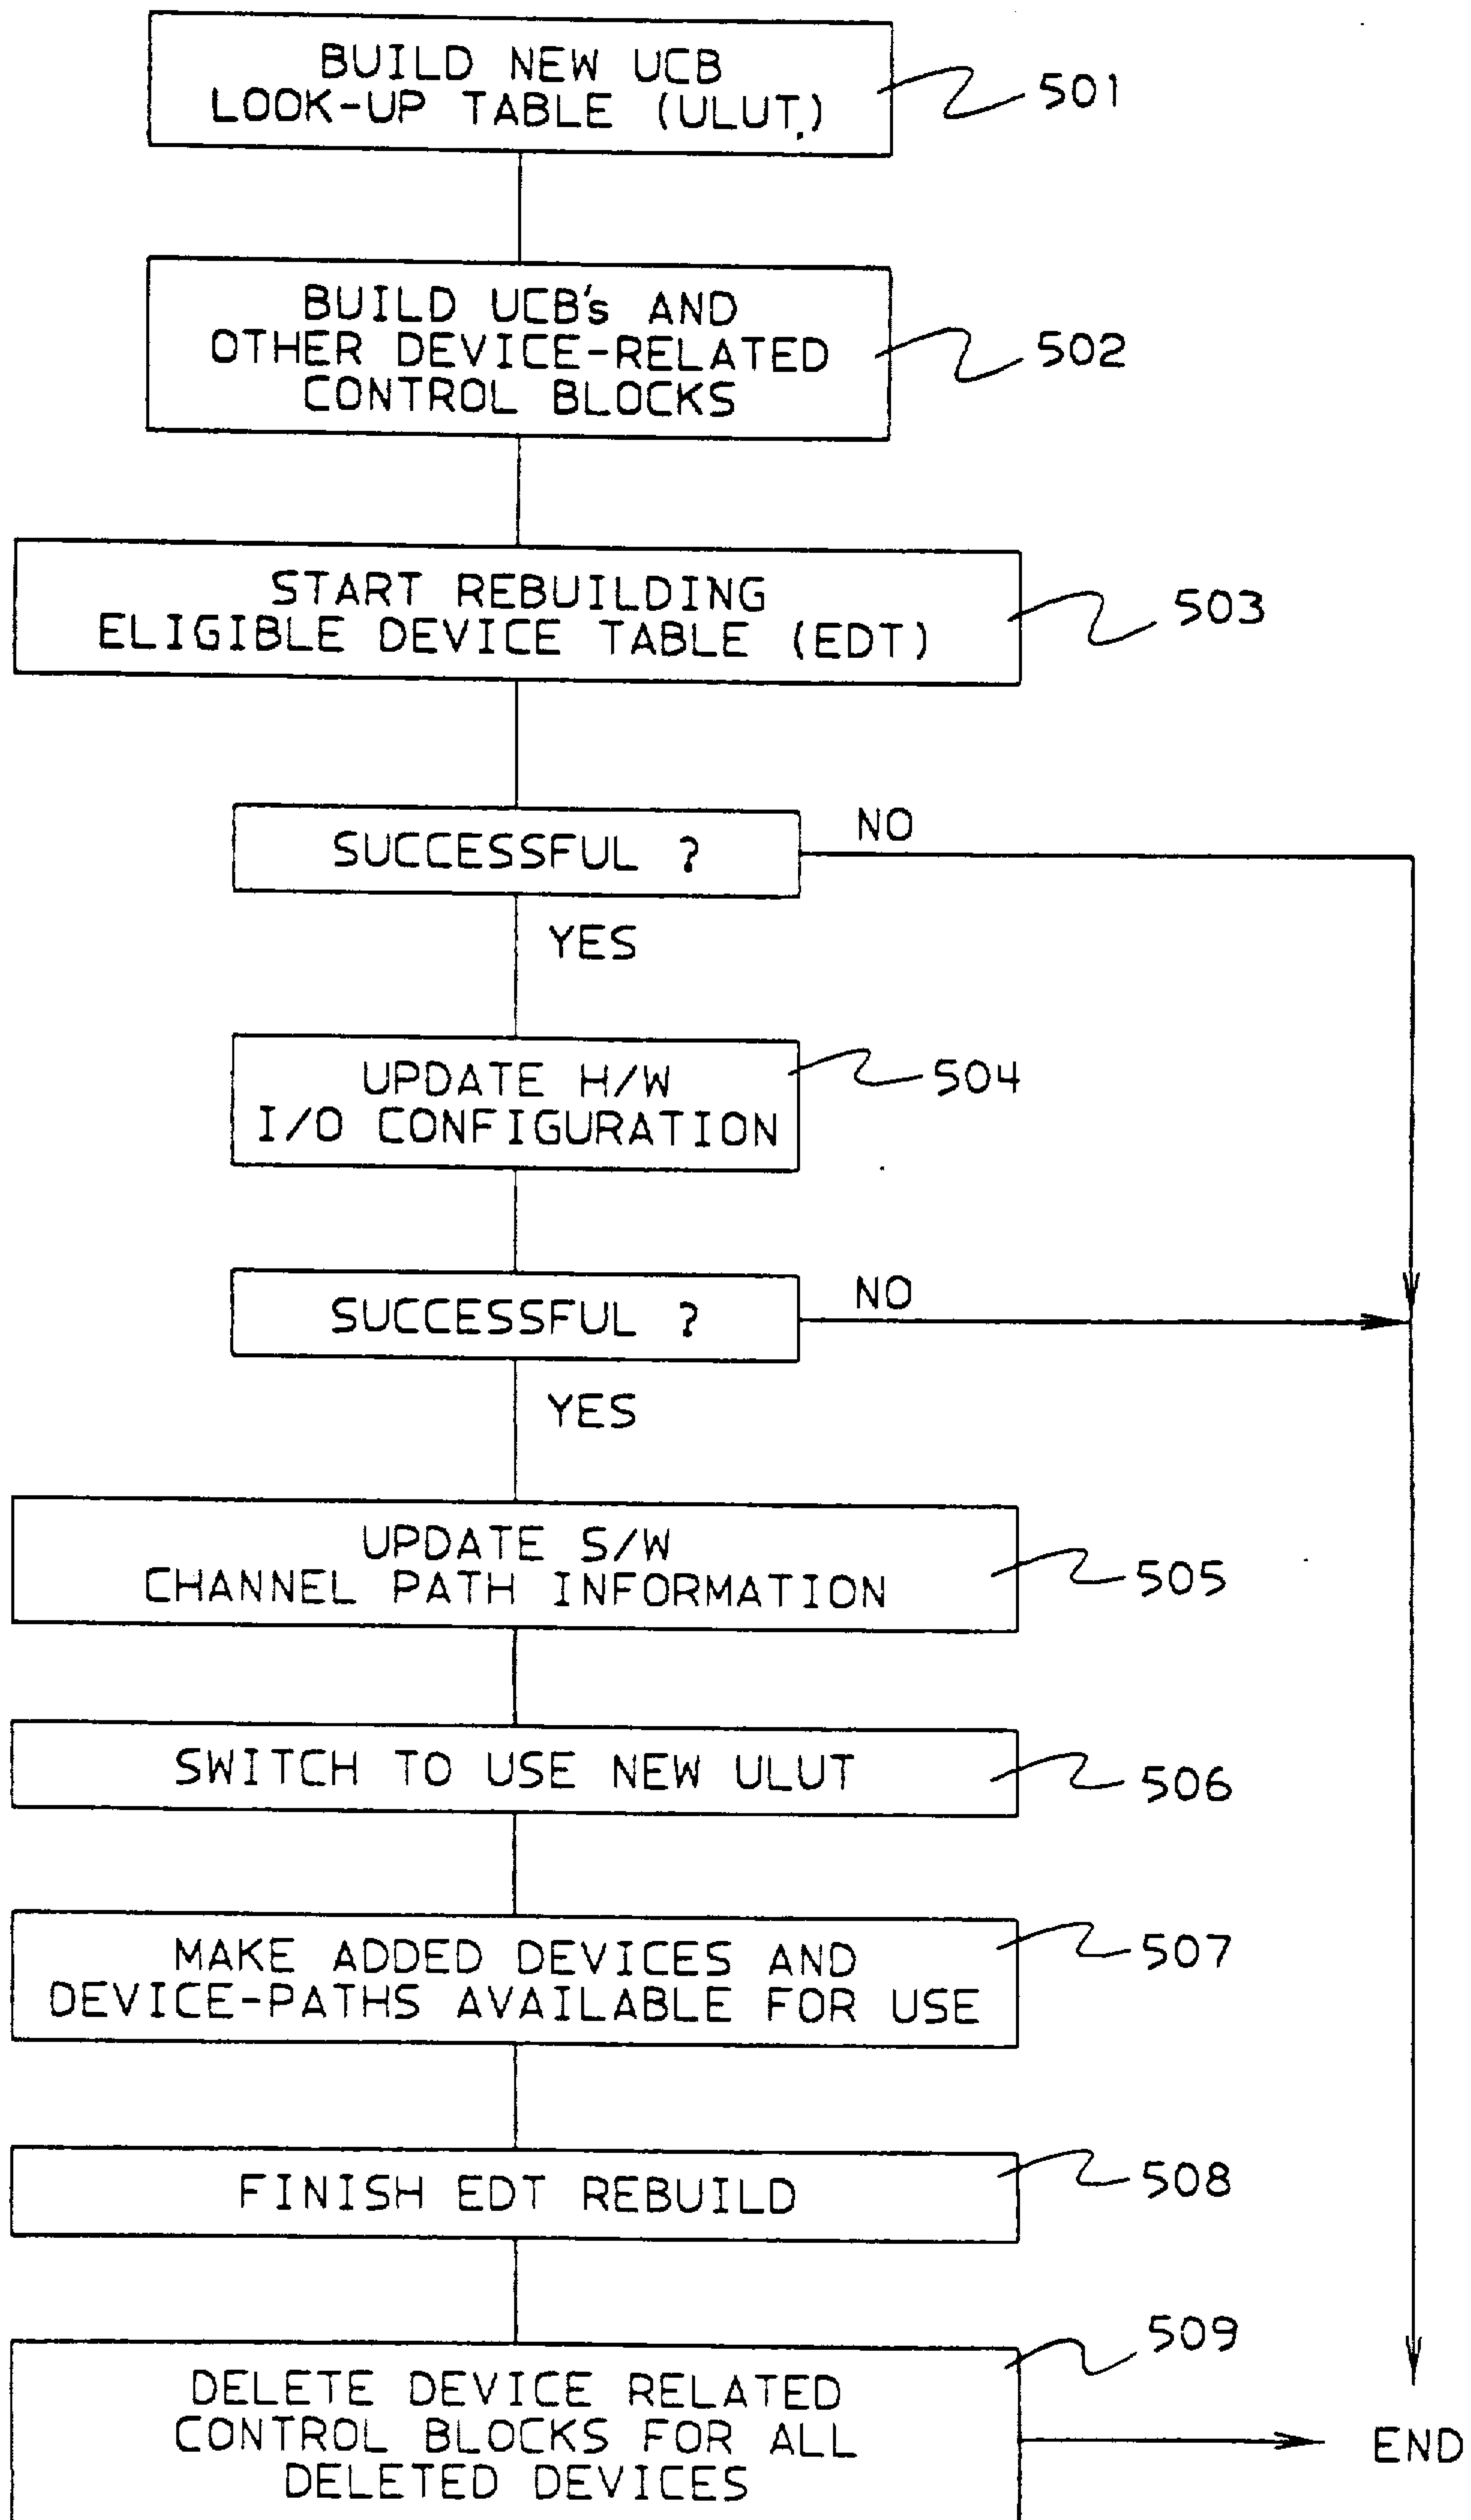 BUILD NEW UCB
LOOK-UP TABLE (ULUT.)
501
BUILD UCB's AND
OTHER DEVICE-RELATED
CONTROL BLOCKS
502
START REBUILDING
ELIGIBLE DEVICE TABLE (EDT)
503
SUCCESSFUL ?
NO
YES
UPDATE H/W
I/O CONFIGURATION
504
SUCCESSFUL ?
NO
YES
UPDATE S/W
CHANNEL PATH INFORMATION
505
SWITCH TO USE NEW ULUT
506
MAKE ADDED DEVICES AND
DEVICE-PATHS AVAILABLE FOR USE
507
FINISH EDT REBUILD
508
DELETE DEVICE RELATED
CONTROL BLOCKS FOR ALL
DELETED DEVICES
509
END